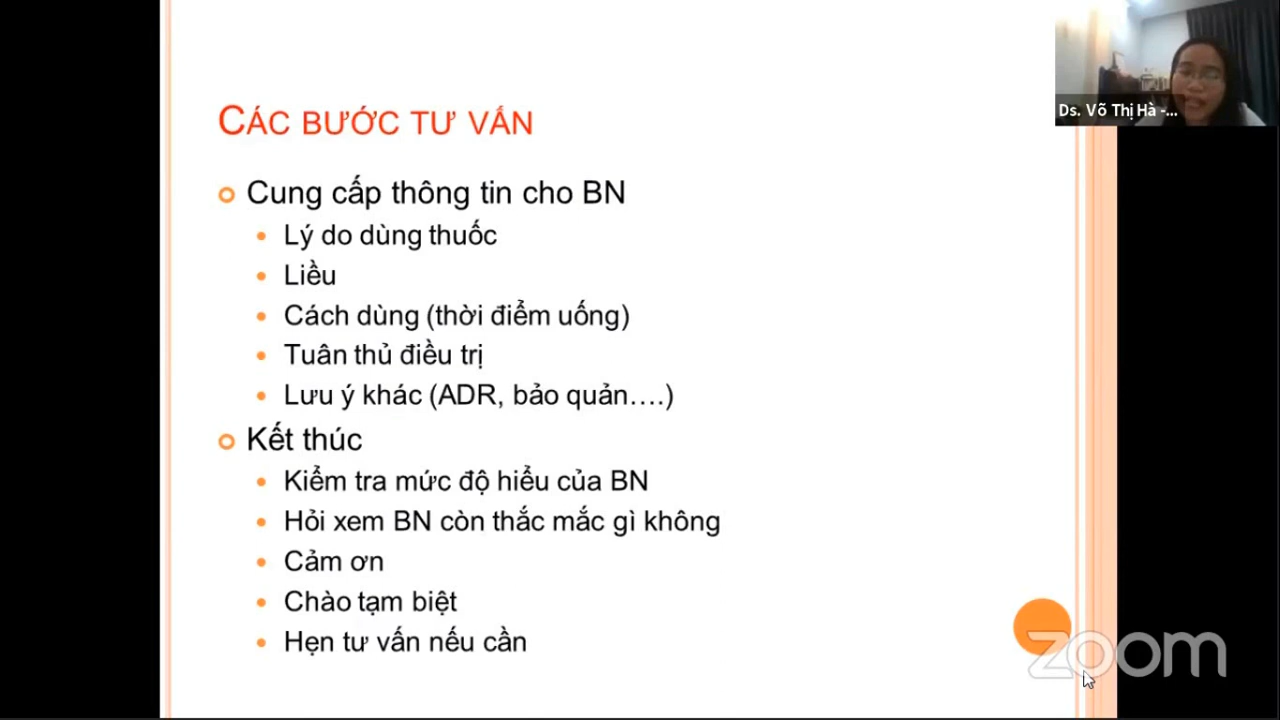 CÁC BƯỚC TƯ VẤN
Cung cấp thông tin cho BN
Lý do dùng thuốc
Liều
Cách dùng (thời điểm uống)
Tuân thủ điều trị
Lưu ý khác (ADR, bảo quản….)
Kết thúc
Kiểm tra mức độ hiểu của BN
Hỏi xem BN còn thắc mắc gì không
Cảm ơn
Chào tạm biệt
Hẹn tư vấn nếu cần
Ds. Võ Thị Hà -...
zoom